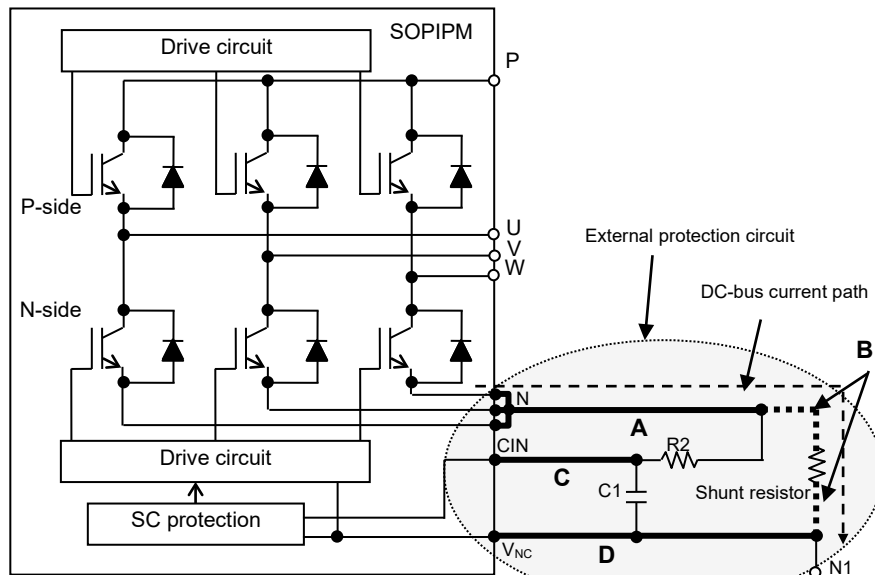 SOPIPM
Drive circuit
P
P-side
U
V
W
External protection circuit
DC-bus current path
N-side
B
N
A
CIN
R2
Drive circuit
C
C1
Shunt resistor
SC protection
VNC
D
N1